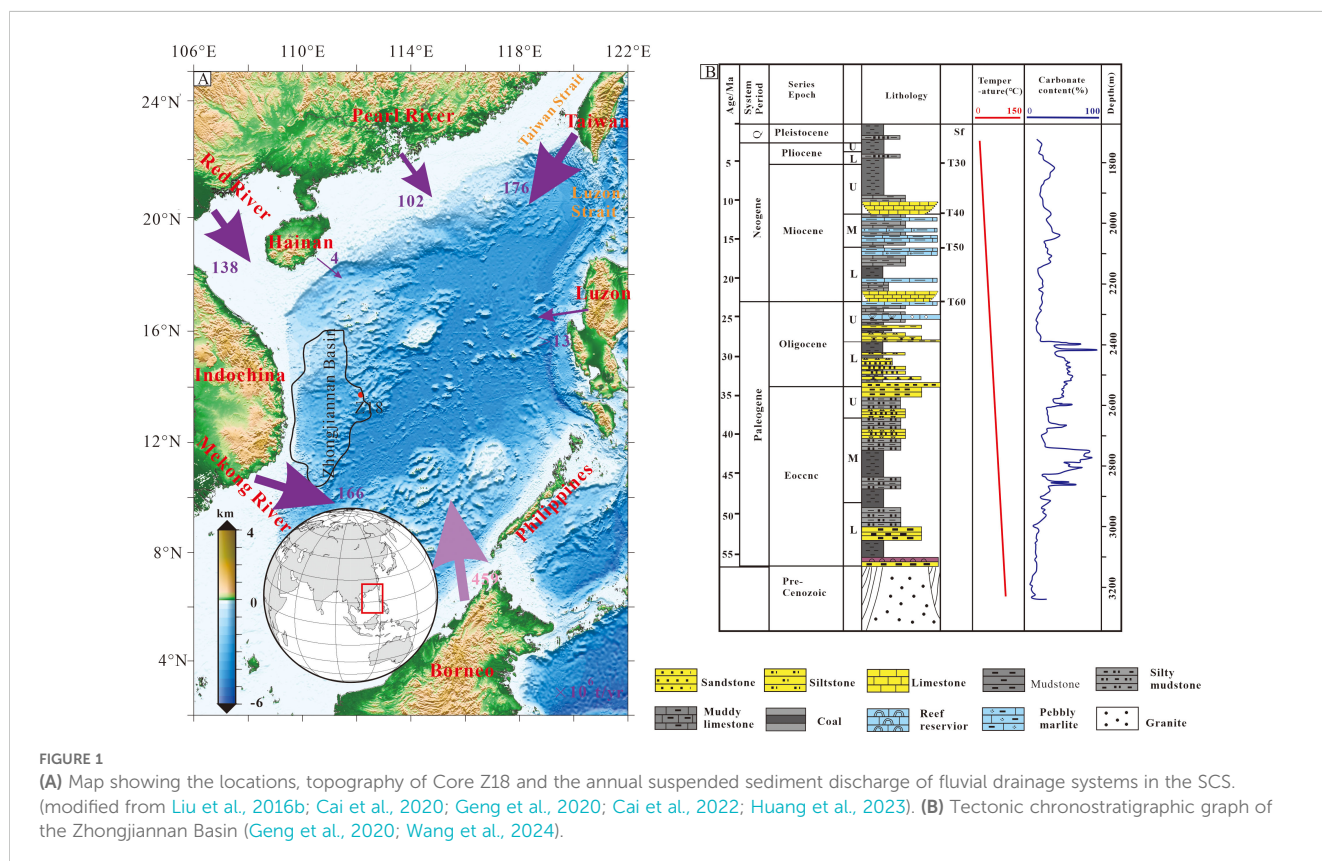 106°E 110°E 114°E 118°E 122°E
A
24°N
20°N
16°N
12°N
8°N
4°N
Pearl River
Taiwan Strait
Taiwan
Red River
102
176
Luzon
Strait
Hainan
138
4
Luzon
13
Indochina
Zhongjiannan Basin
Z18
Mekong River
166
Philippines
km
4
0
-6
Borneo
B
Age/Ma
System
Period
Series
Epoch
Lithology
Temper
-ature(℃)
0 150
Carbonate
content(%)
0 100
Depth(m)
Q
Pleistocene
Sf
Neogene
Pliocene
U
L
T30
5
Miocene
U
M
L
10
15
20
T40
T50
T60
Paleogene
Oligocene
U
L
25
30
35
Eoccnc
U
M
L
40
45
50
55
Pre-
Cenozoic
1800
2000
2200
2400
2600
2800
3000
3200
Sandstone
Siltstone
Limestone
Mudstone
Silty
mudstone
Muddy
limestone
Coal
Reef
reservior
Pebbly
marlite
Granite
FIGURE 1
(A) Map showing the locations, topography of Core Z18 and the annual suspended sediment discharge of fluvial drainage systems in the SCS.
(modified from Liu et al., 2016b; Cai et al., 2020; Geng et al., 2020; Cai et al., 2022; Huang et al., 2023). (B) Tectonic chronostratigraphic graph of
the Zhongjiannan Basin (Geng et al., 2020; Wang et al., 2024).